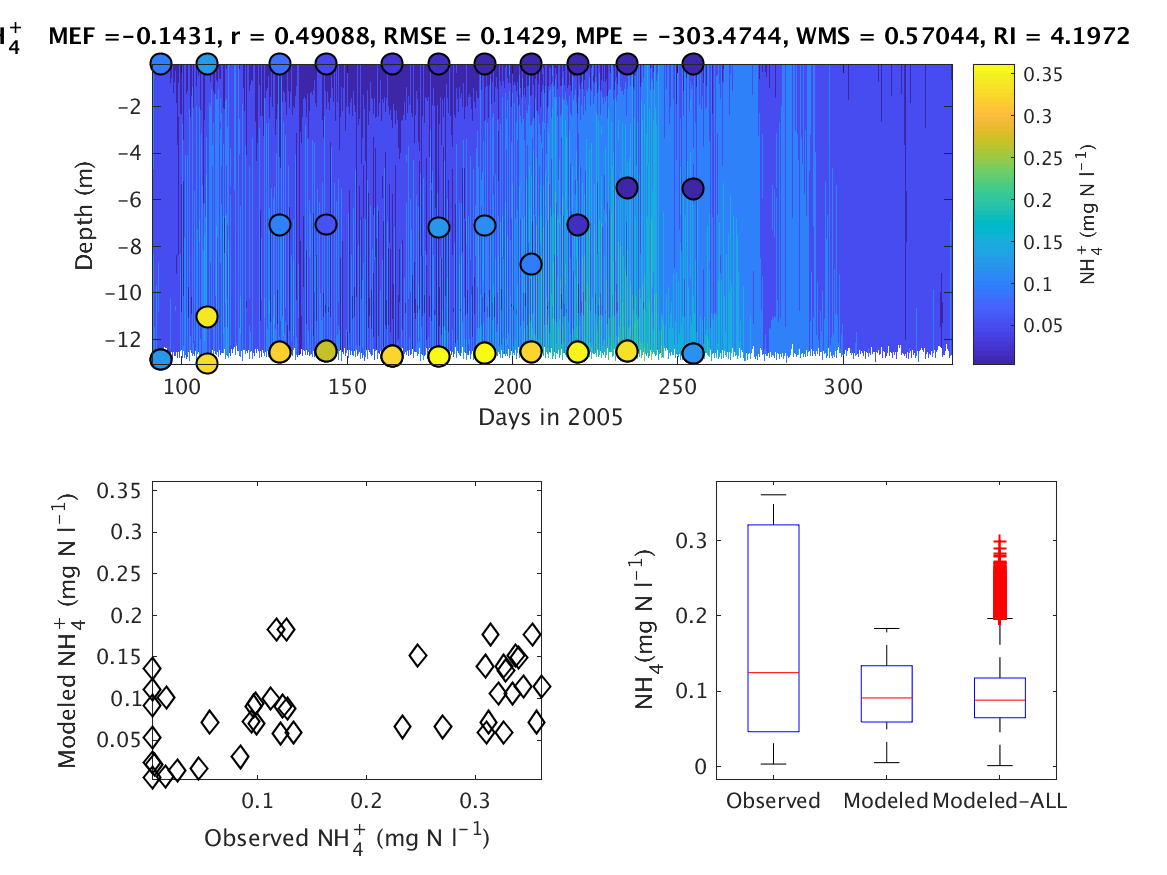 H₄⁺ MEF =-0.1431, r = 0.49088, RMSE = 0.1429, MPE = -303.4744, WMS = 0.57044, RI = 4.1972
-2
-4
-6
-8
-10
-12
Depth (m)
100 150 200 250 300
Days in 2005
0.35
0.3
0.25
0.2
0.15
0.1
0.05
NH₄⁺ (mg N l⁻¹)
0.35
0.3
0.25
0.2
0.15
0.1
0.05
Modeled NH₄⁺ (mg N l⁻¹)
0.1 0.2 0.3
Observed NH₄⁺ (mg N l⁻¹)
0.3
0.2
0.1
0
NH₄(mg N l⁻¹)
Observed Modeled Modeled-ALL